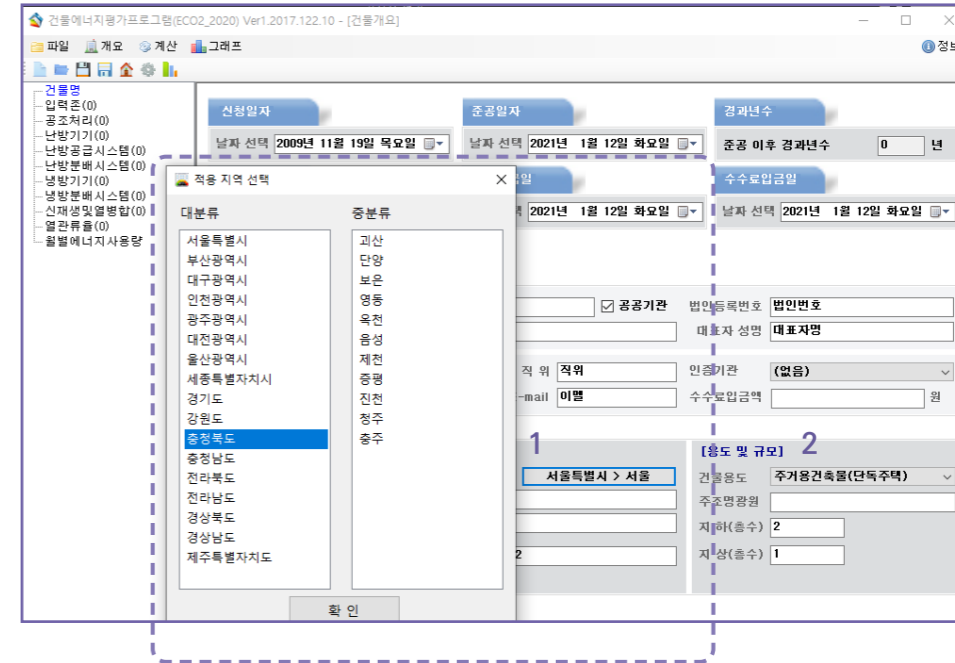 건물에너지평가프로그램(ECO2_2020) Ver1.2017.122.10 - [건물개요]
파일 개요 계산 그래프 정보
건물명
입력존(0)
공조처리(0)
난방기기(0)
난방공급시스템(0)
난방분배시스템(0)
냉방기기(0)
냉방분배시스템(0)
신재생및열병합(0)
열관류율(0)
월별에너지사용량
신청일자 준공일자 경과년수
날짜 선택 2009년 11월 19일 목요일 날짜 선택 2021년 1월 12일 화요일 준공 이후 경과년수 0 년
적용 지역 선택
대분류 중분류
서울특별시 괴산
부산광역시 단양
대구광역시 보은
인천광역시 영동
광주광역시 옥천
대전광역시 음성
울산광역시 제천
세종특별자치시 증평
경기도 진천
강원도 청주
충청북도 충주
충청남도
전라북도
전라남도
경상북도
경상남도
제주특별자치도
확 인
일 수수료입금일
2021년 1월 12일 화요일 날짜 선택 2021년 1월 12일 화요일
공공기관 법인등록번호 법인번호
대표자 성명 대표자명
직 위 직위 인증기관 (없음)
-mail 이멜 수수료입금액 원
1 [용도 및 규모] 2
서울특별시 > 서울 건물용도 주거용건축물(단독주택)
주조명광원
지하(층수) 2
2 지상(층수) 1